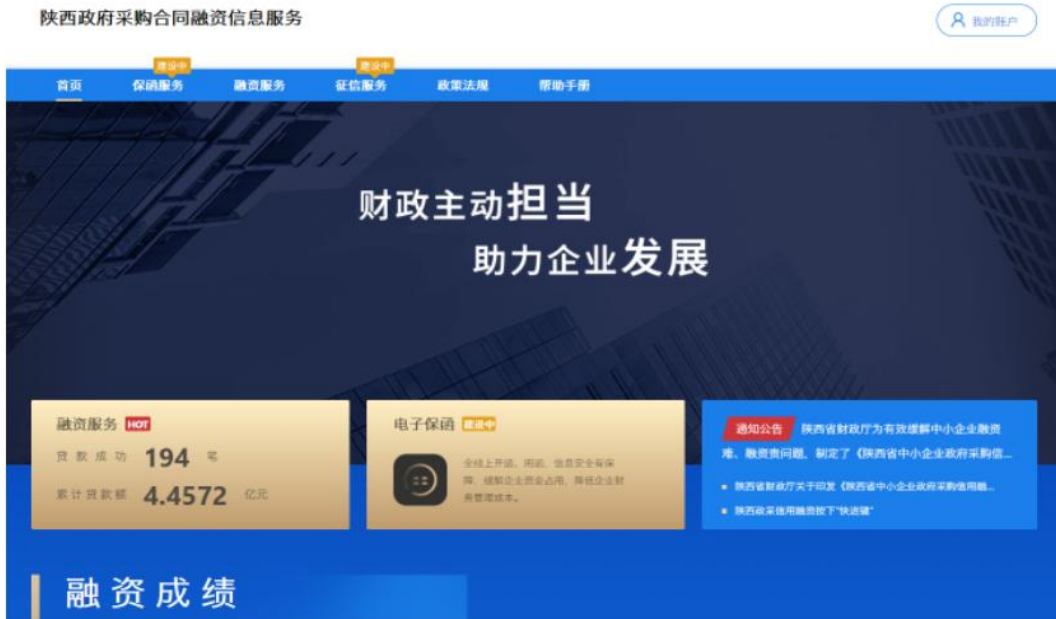 陕西政府采购合同融资信息服务
我的账户
建设中 建设中
首页 保函服务 融资服务 征信服务 政策法规 帮助手册
财政主动担当
助力企业发展
融资服务 HOT
贷款成功 194 笔
累计贷款额 4.4572 亿元
电子保函 建设中
全线上开函、用函，信息安全有保
障，缓解企业资金占用，降低企业财
务管理成本。
通知公告 陕西省财政厅为有效缓解中小企业融资
难、融资贵问题，制定了《陕西省中小企业政府采购信...
陕西省财政厅关于印发《陕西省中小企业政府采购信用融...
陕西政采信用融资按下“快进键”
融资成绩